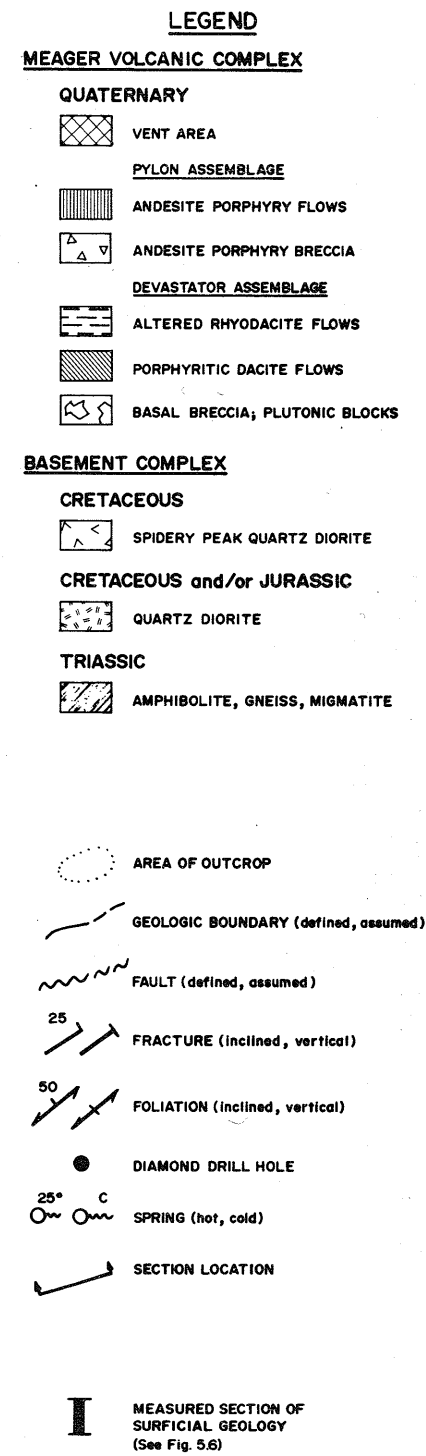 LEGEND
MEAGER VOLCANIC COMPLEX
QUATERNARY
VENT AREA
PYLON ASSEMBLAGE
ANDESITE PORPHYRY FLOWS
ANDESITE PORPHYRY BRECCIA
DEVASTATOR ASSEMBLAGE
ALTERED RHYODACITE FLOWS
PORPHYRITIC DACITE FLOWS
BASAL BRECCIA; PLUTONIC BLOCKS
BASEMENT COMPLEX
CRETACEOUS
SPIDERY PEAK QUARTZ DIORITE
CRETACEOUS and/or JURASSIC
QUARTZ DIORITE
TRIASSIC
AMPHIBOLITE, GNEISS, MIGMATITE
AREA OF OUTCROP
GEOLOGIC BOUNDARY (defined, assumed)
FAULT (defined, assumed)
25
FRACTURE (inclined, vertical)
50
FOLIATION (inclined, vertical)
DIAMOND DRILL HOLE
25° C
SPRING (hot, cold)
SECTION LOCATION
I
MEASURED SECTION OF
SURFICIAL GEOLOGY
(See Fig. 5.6)